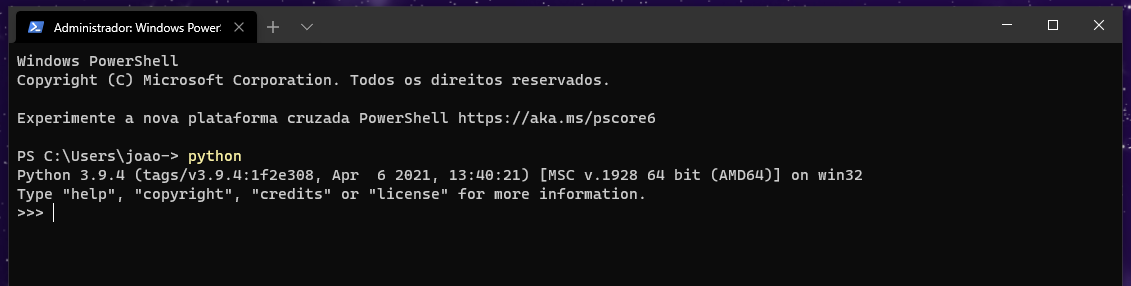 Administrador: Windows Power
Windows PowerShell
Copyright (C) Microsoft Corporation. Todos os direitos reservados.
Experimente a nova plataforma cruzada PowerShell https://aka.ms/pscore6
PS C:\Users\joao-> python
Python 3.9.4 (tags/v3.9.4:1f2e308, Apr  6 2021, 13:40:21) [MSC v.1928 64 bit (AMD64)] on win32
Type "help", "copyright", "credits" or "license" for more information.
>>>